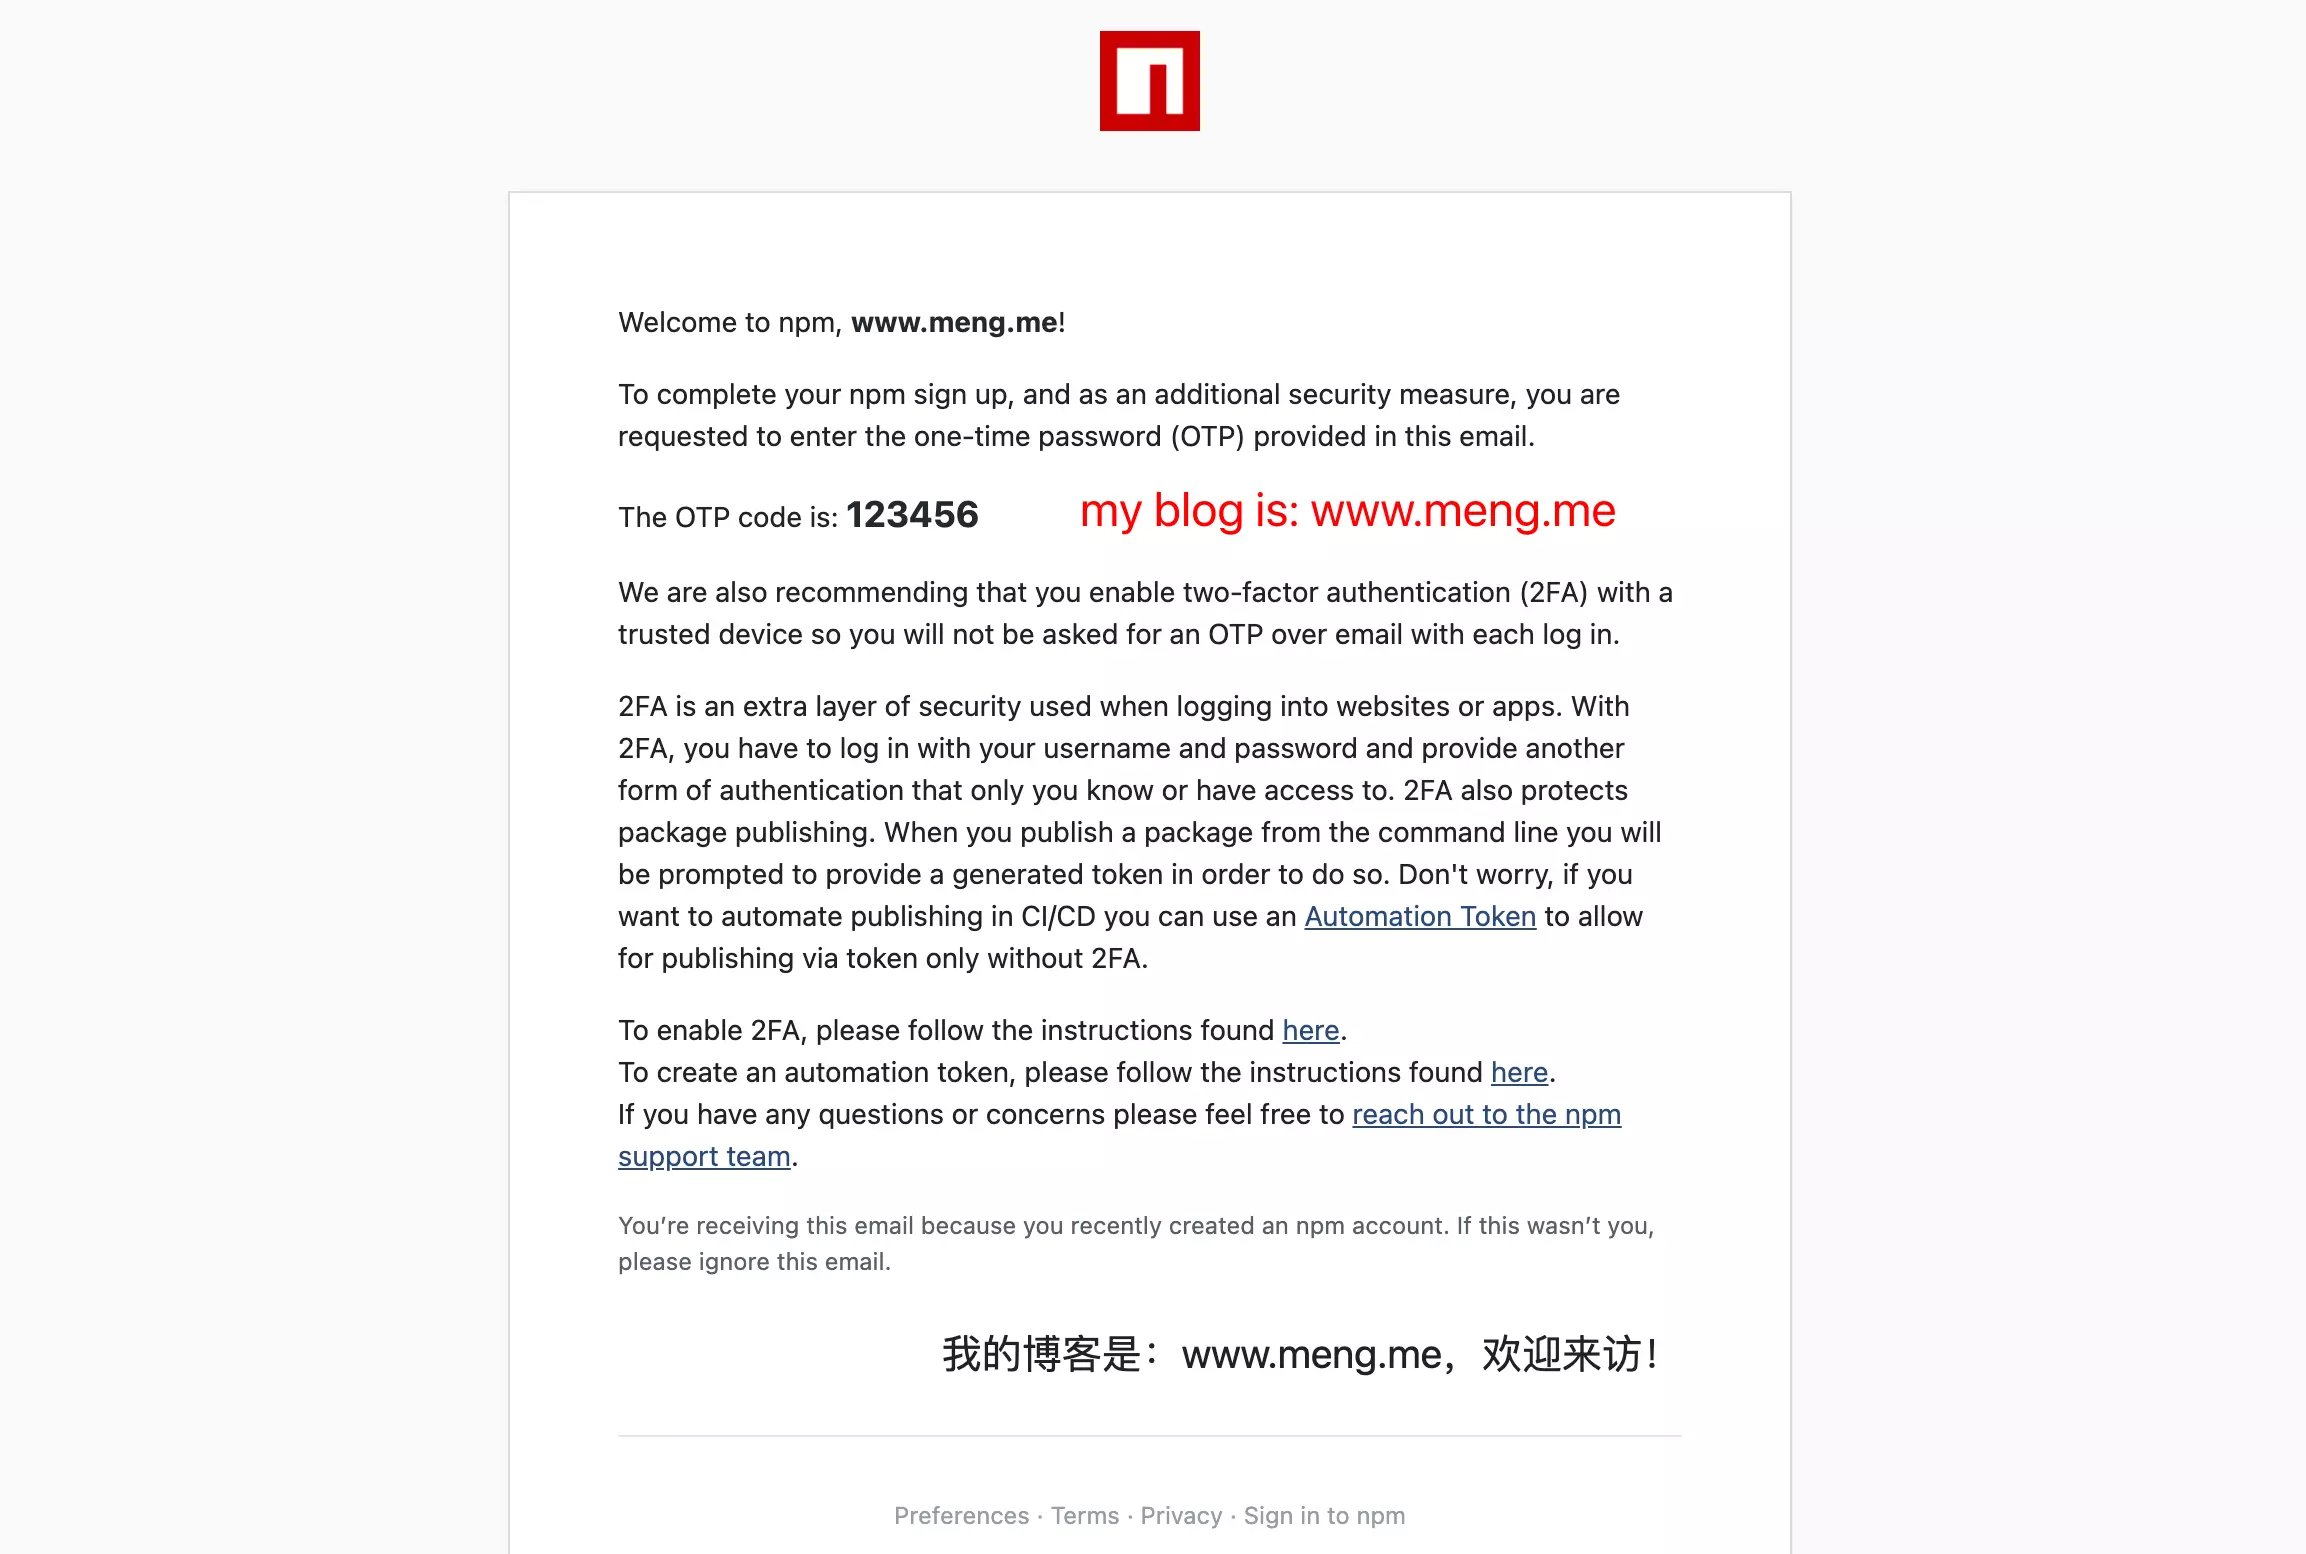 Welcome to npm, www.meng.me!
To complete your npm sign up, and as an additional security measure, you are
requested to enter the one-time password (OTP) provided in this email.
The OTP code is: 123456
my blog is: www.meng.me
We are also recommending that you enable two-factor authentication (2FA) with a
trusted device so you will not be asked for an OTP over email with each log in.
2FA is an extra layer of security used when logging into websites or apps. With
2FA, you have to log in with your username and password and provide another
form of authentication that only you know or have access to. 2FA also protects
package publishing. When you publish a package from the command line you will
be prompted to provide a generated token in order to do so. Don't worry, if you
want to automate publishing in CI/CD you can use an Automation Token to allow
for publishing via token only without 2FA.
To enable 2FA, please follow the instructions found here.
To create an automation token, please follow the instructions found here.
If you have any questions or concerns please feel free to reach out to the npm
support team.
You’re receiving this email because you recently created an npm account. If this wasn’t you,
please ignore this email.
我的博客是：www.meng.me，欢迎来访！
Preferences · Terms · Privacy · Sign in to npm